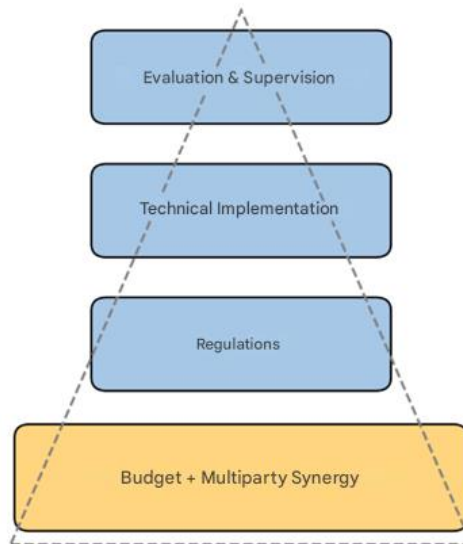 Evaluation & Supervision
Technical Implementation
Regulations
Budget + Multiparty Synergy